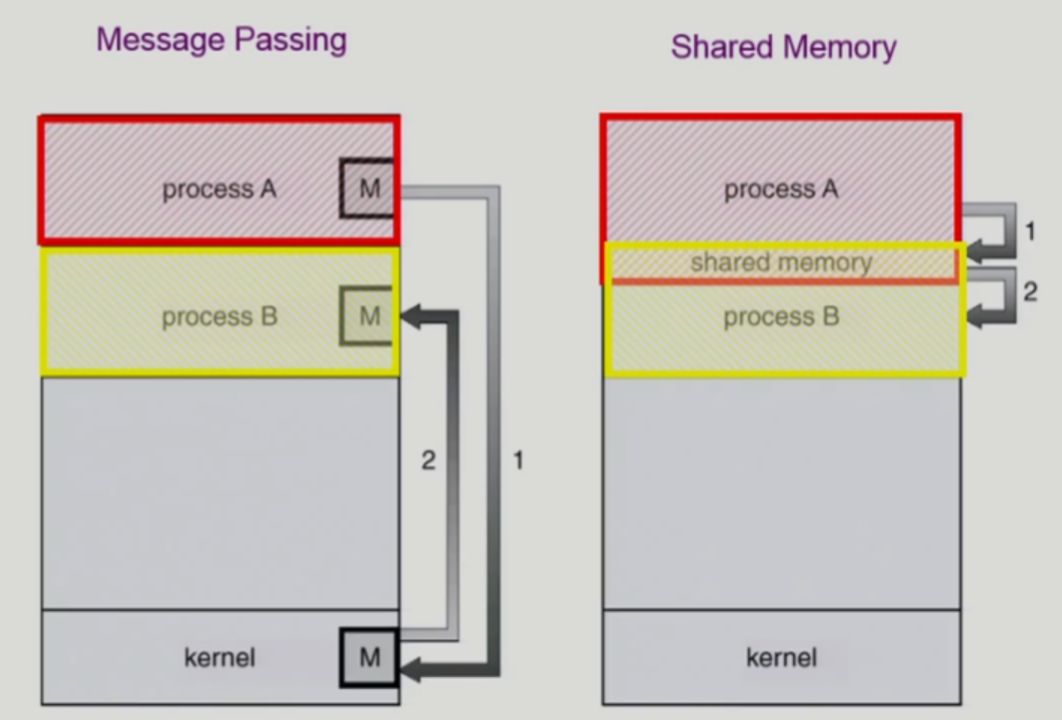 Message Passing
process A
M
process B
M
2
1
kernel
M
Shared Memory
process A
1
shared memory
2
process B
kernel